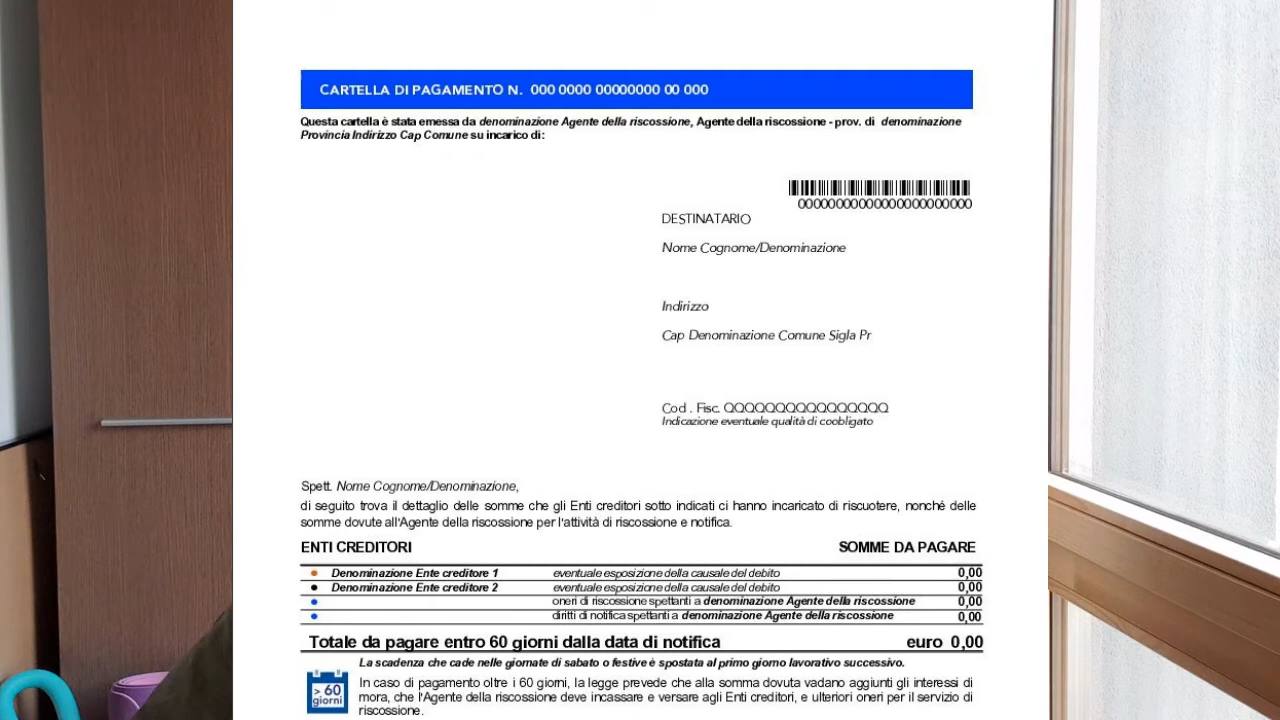 CARTELLA DI PAGAMENTO N. 000 0000 00000000 00 000
Questa cartella è stata emessa da denominazione Agente della riscossione, Agente della riscossione - prov. di denominazione
Provincia Indirizzo Cap Comune su incarico di:
00000000000000000000000
DESTINATARIO
Nome Cognome/Denominazione
Indirizzo
Cap Denominazione Comune Sigla Pr
Cod . Fisc. QQQQQQQQQQQQQQQQ
Indicazione eventuale qualità di coobligato
Spett. Nome Cognome/Denominazione,
di seguito trova il dettaglio delle somme che gli Enti creditori sotto indicati ci hanno incaricato di riscuotere, nonché delle
somme dovute all'Agente della riscossione per l'attività di riscossione e notifica.
ENTI CREDITORI SOMME DA PAGARE
• Denominazione Ente creditore 1 eventuale esposizione della causale del debito 0,00
• Denominazione Ente creditore 2 eventuale esposizione della causale del debito 0,00
• oneri di riscossione spettanti a denominazione Agente della riscossione 0,00
• diritti di notifica spettanti a denominazione Agente della riscossione 0,00
Totale da pagare entro 60 giorni dalla data di notifica euro 0,00
La scadenza che cade nelle giornate di sabato o festive è spostata al primo giorno lavorativo successivo.
> 60
giorni
In caso di pagamento oltre i 60 giorni, la legge prevede che alla somma dovuta vadano aggiunti gli interessi di
mora, che l'Agente della riscossione deve incassare e versare agli Enti creditori, e ulteriori oneri per il servizio di
riscossione.